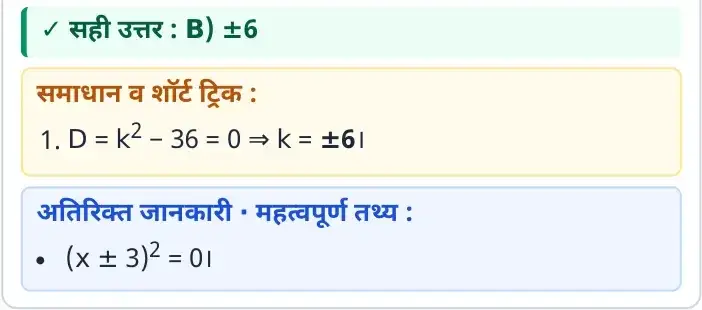 ✓ सही उत्तर : B) ±6
समाधान व शॉर्ट ट्रिक :
1. D = k² − 36 = 0 ⇒ k = ±6।
अतिरिक्त जानकारी · महत्वपूर्ण तथ्य :
• (x ± 3)² = 0।